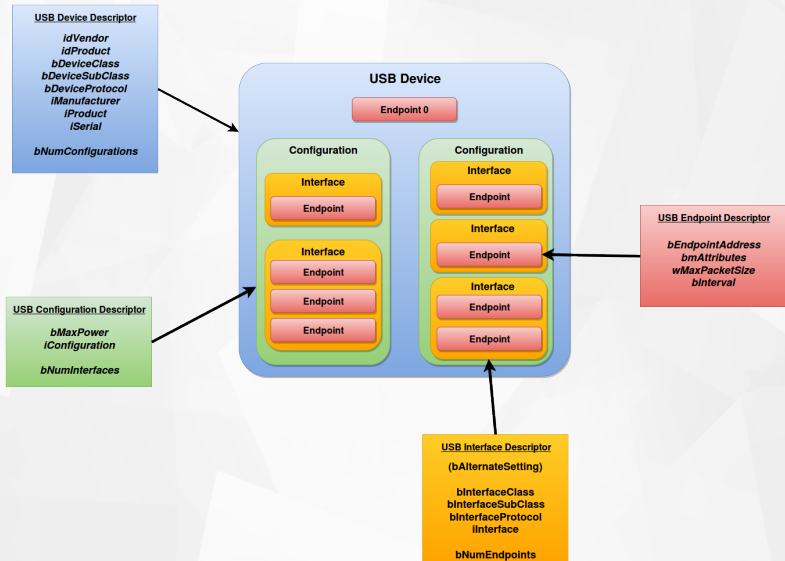 USB Device Descriptor
idVendor
idProduct
bDeviceClass
bDeviceSubClass
bDeviceProtocol
iManufacturer
iProduct
iSerial
bNumConfigurations
USB Device
Endpoint 0
Configuration
Interface
Endpoint
Interface
Endpoint
Endpoint
Endpoint
Configuration
Interface
Endpoint
Interface
Endpoint
Interface
Endpoint
Endpoint
USB Endpoint Descriptor
bEndpointAddress
bmAttributes
wMaxPacketSize
bInterval
USB Configuration Descriptor
bMaxPower
iConfiguration
bNumInterfaces
USB Interface Descriptor
(bAlternateSetting)
bInterfaceClass
bInterfaceSubClass
bInterfaceProtocol
iInterface
bNumEndpoints